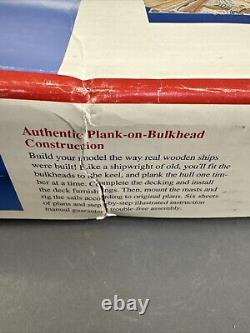 Authentic Plank-on-Bulkhead
Construction
Build your model the way real wooden ships
were built! Like a shipwright of old, you'll fit the
bulkheads to the keel, and plank the hull one tim-
ber at a time. Complete the decking and install
the deck furnishings. Then, mount the masts and
rig the sails according to original plans. Six sheets
of plans and step-by-step illustrated instruction
manual guarantee trouble-free assembly.
ebay